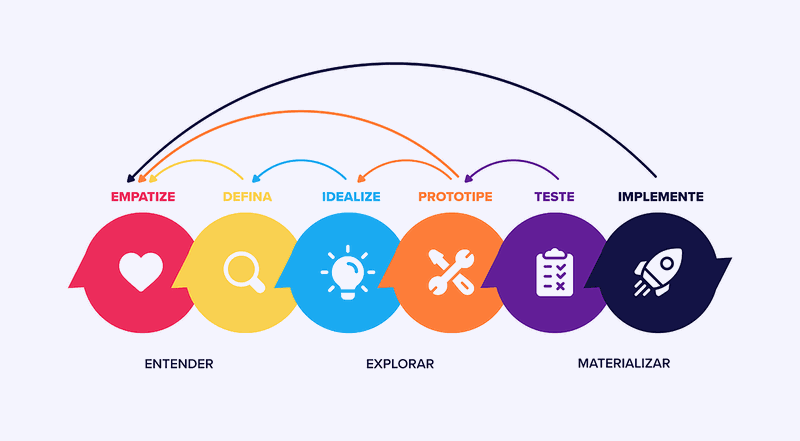 EMPATIZE
DEFINA
IDEALIZE
PROTOTIPE
TESTE
IMPLEMENTE
ENTENDER
EXPLORAR
MATERIALIZAR